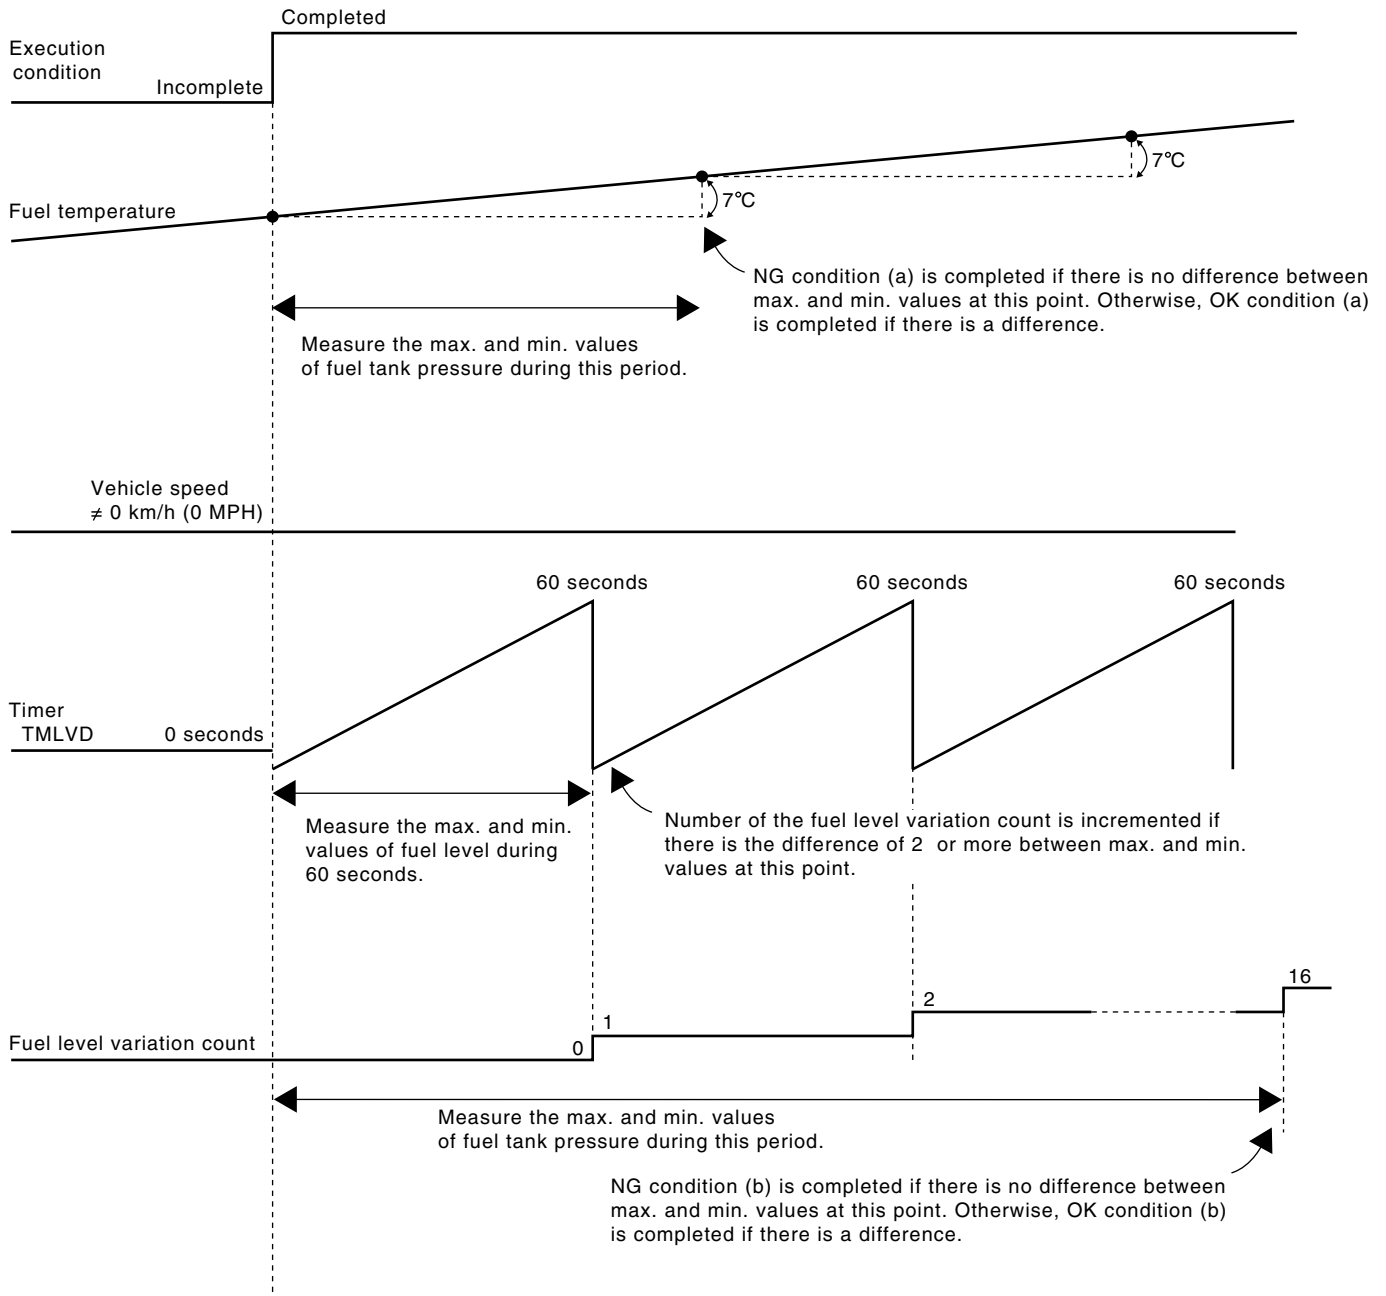 Completed
Execution
condition
Incomplete
7°C
7°C
Fuel temperature
NG condition (a) is completed if there is no difference between
max. and min. values at this point. Otherwise, OK condition (a)
is completed if there is a difference.
Measure the max. and min. values
of fuel tank pressure during this period.
Vehicle speed
≠ 0 km/h (0 MPH)
60 seconds
60 seconds
60 seconds
Timer
TMLVD
0 seconds
Measure the max. and min.
values of fuel level during
60 seconds.
Number of the fuel level variation count is incremented if
there is the difference of 2 or more between max. and min.
values at this point.
16
2
1
Fuel level variation count
0
Measure the max. and min. values
of fuel tank pressure during this period.
NG condition (b) is completed if there is no difference between
max. and min. values at this point. Otherwise, OK condition (b)
is completed if there is a difference.